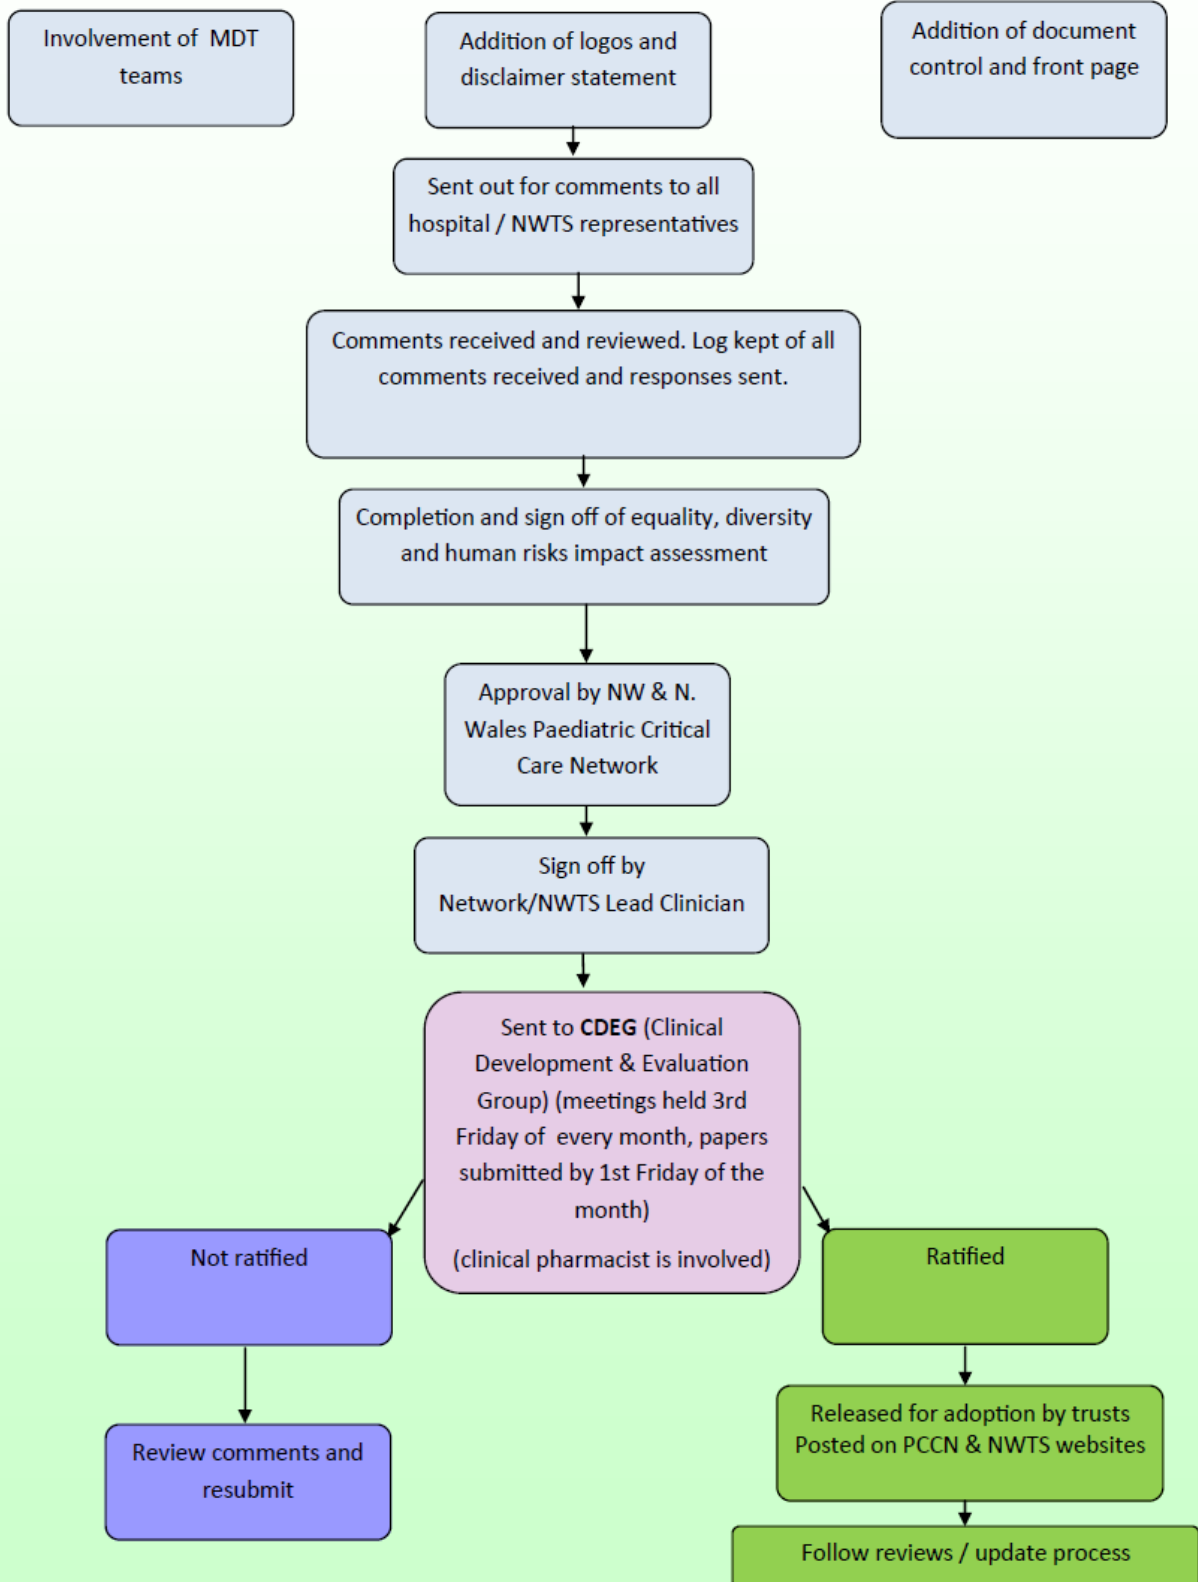 Involvement of MDT
teams
Addition of logos and
disclaimer statement
Addition of document
control and front page
Sent out for comments to all
hospital / NWTS representatives
Comments received and reviewed. Log kept of all
comments received and responses sent.
Completion and sign off of equality, diversity
and human risks impact assessment
Approval by NW & N.
Wales Paediatric Critical
Care Network
Sign off by
Network/NWTS Lead Clinician
Sent to CDEG (Clinical
Development & Evaluation
Group) (meetings held 3rd
Friday of every month, papers
submitted by 1st Friday of the
month)
(clinical pharmacist is involved)
Not ratified
Review comments and
resubmit
Ratified
Released for adoption by trusts
Posted on PCCN & NWTS websites
Follow reviews / update process